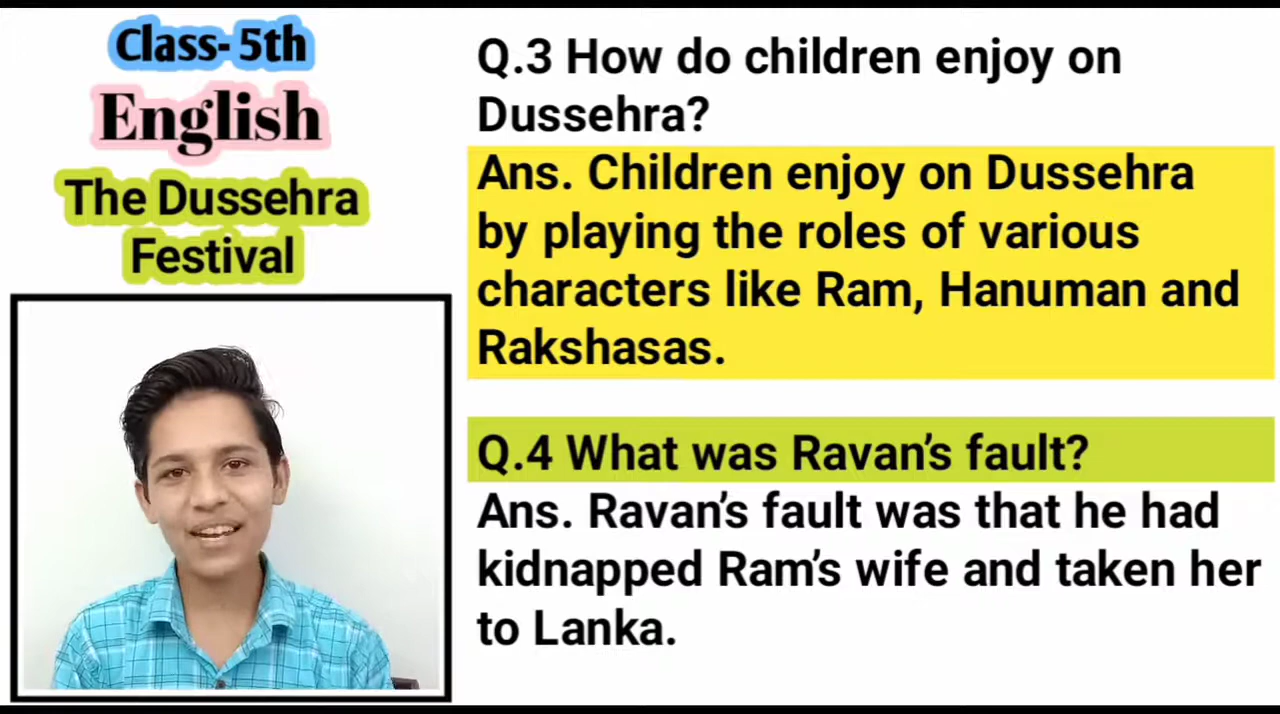 Class- 5th
English
The Dussehra
Festival
Q.3 How do children enjoy on
Dussehra?
Ans. Children enjoy on Dussehra
by playing the roles of various
characters like Ram, Hanuman and
Rakshasas.
Q.4 What was Ravan's fault?
Ans. Ravan's fault was that he had
kidnapped Ram's wife and taken her
to Lanka.